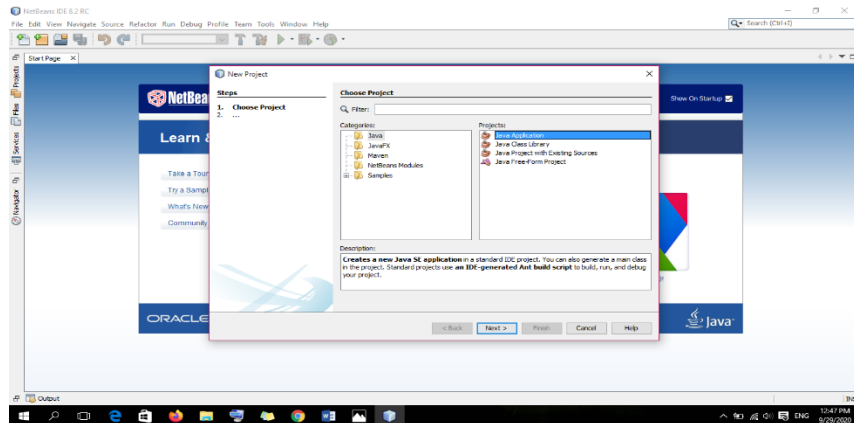 NetBeans IDE 8.2 RC
File Edit View Navigate Source Refactor Run Debug Profile Team Tools Window Help
Search (Ctrl+I)
Start Page
Projects
Files
Services
Navigator
NetBea
Show On Startup
Learn &
Take a Tour
Try a Sampl
What's New
Community
ORACLE
Java
New Project
Steps
1. Choose Project
2. ...
Choose Project
Filter:
Categories:
Java
JavaFX
Maven
NetBeans Modules
Samples
Projects:
Java Application
Java Class Library
Java Project with Existing Sources
Java Free-Form Project
Description:
Creates a new Java SE application in a standard IDE project. You can also generate a main class
in the project. Standard projects use an IDE-generated Ant build script to build, run, and debug
your project.
< Back Next > Finish Cancel Help
Output
ENG
12:47 PM
9/29/2020